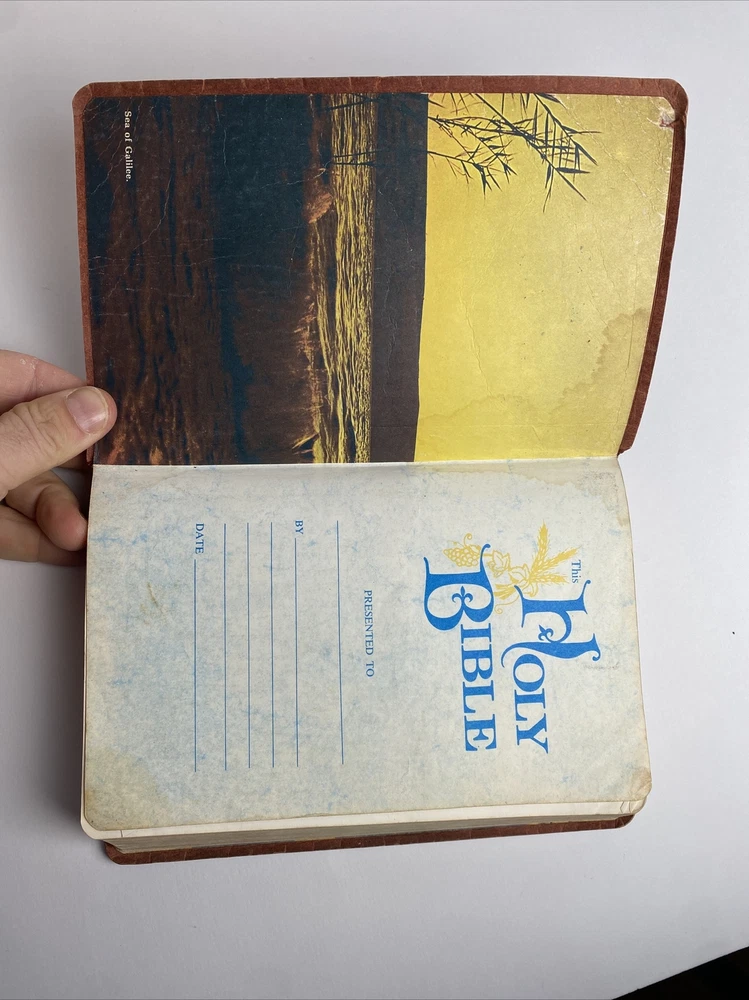 Sea of Galilee.
This
HOLY
BIBLE
PRESENTED TO
BY
DATE